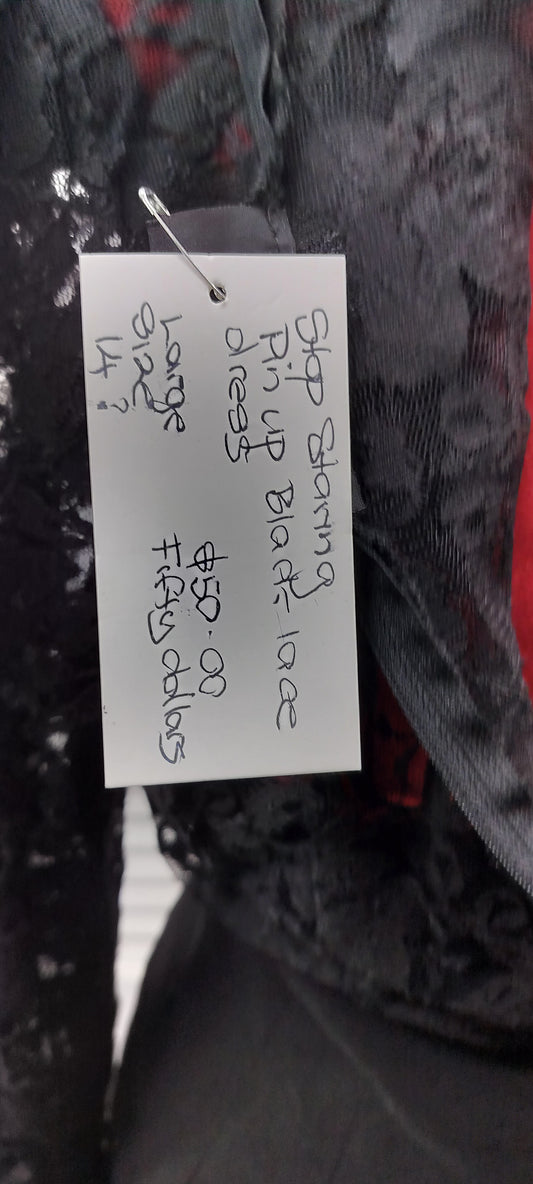 Stop Staring
Pin up Black lace
dress
$50.00
Large Fifty dollars
size
14?